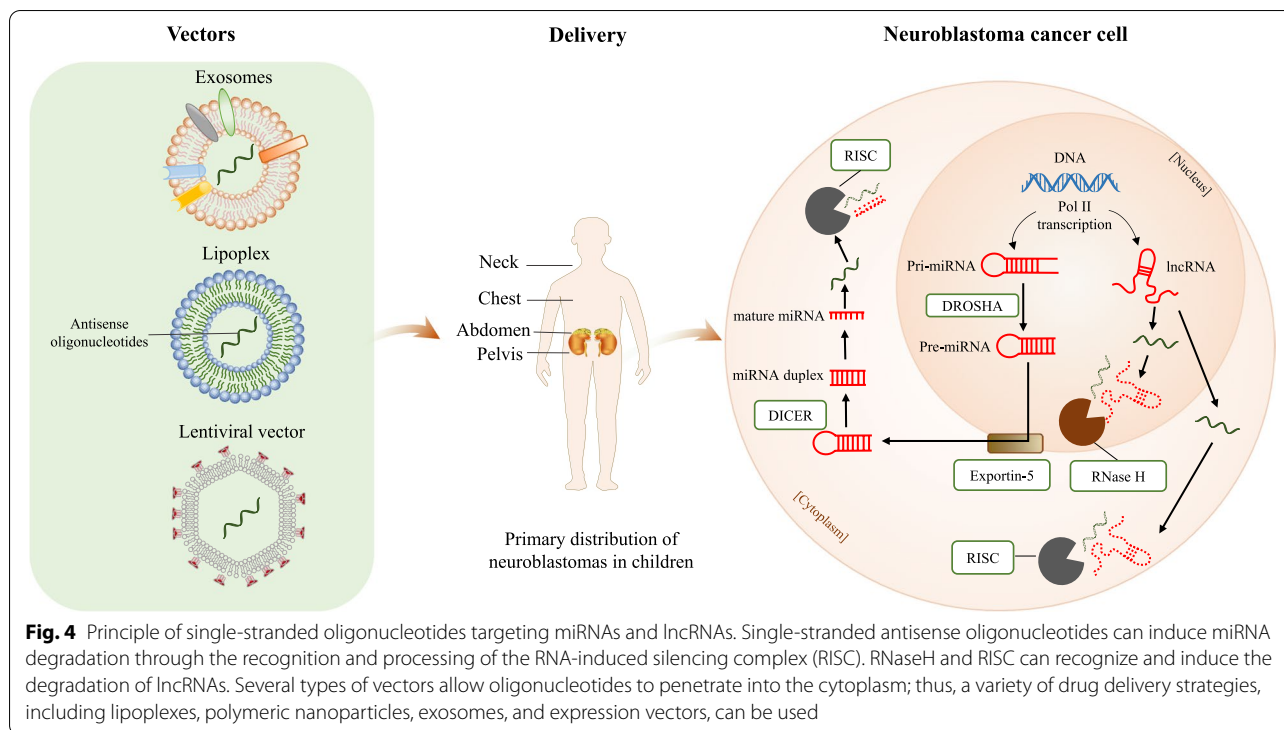 Vectors
Delivery
Neuroblastoma cancer cell
Exosomes
Lipoplex
Antisense
oligonucleotides
Lentiviral vector
Neck
Chest
Abdomen
Pelvis
Primary distribution of
neuroblastomas in children
RISC
mature miRNA
miRNA duplex
DICER
[Cytoplasm]
[Nucleus]
DNA
Pol II
transcription
Pri-miRNA
lncRNA
DROSHA
Pre-miRNA
Exportin-5
RNase H
RISC
Fig. 4 Principle of single-stranded oligonucleotides targeting miRNAs and lncRNAs. Single-stranded antisense oligonucleotides can induce miRNA
degradation through the recognition and processing of the RNA-induced silencing complex (RISC). RNaseH and RISC can recognize and induce the
degradation of lncRNAs. Several types of vectors allow oligonucleotides to penetrate into the cytoplasm; thus, a variety of drug delivery strategies,
including lipoplexes, polymeric nanoparticles, exosomes, and expression vectors, can be used